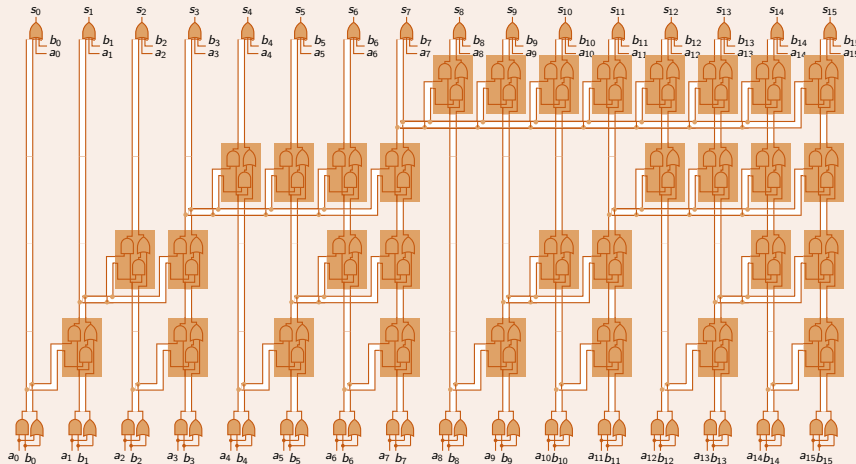 s0 s1 s2 s3 s4 s5 s6 s7 s8 s9 s10 s11 s12 s13 s14 s15
b0 b1 b2 b3 b4 b5 b6 b7 b8 b9 b10 b11 b12 b13 b14 b15
a0 a1 a2 a3 a4 a5 a6 a7 a8 a9 a10 a11 a12 a13 a14 a15
a0 b0 a1 b1 a2 b2 a3 b3 a4 b4 a5 b5 a6 b6 a7 b7 a8 b8 a9 b9 a10 b10 a11 b11 a12 b12 a13 b13 a14 b14 a15 b15